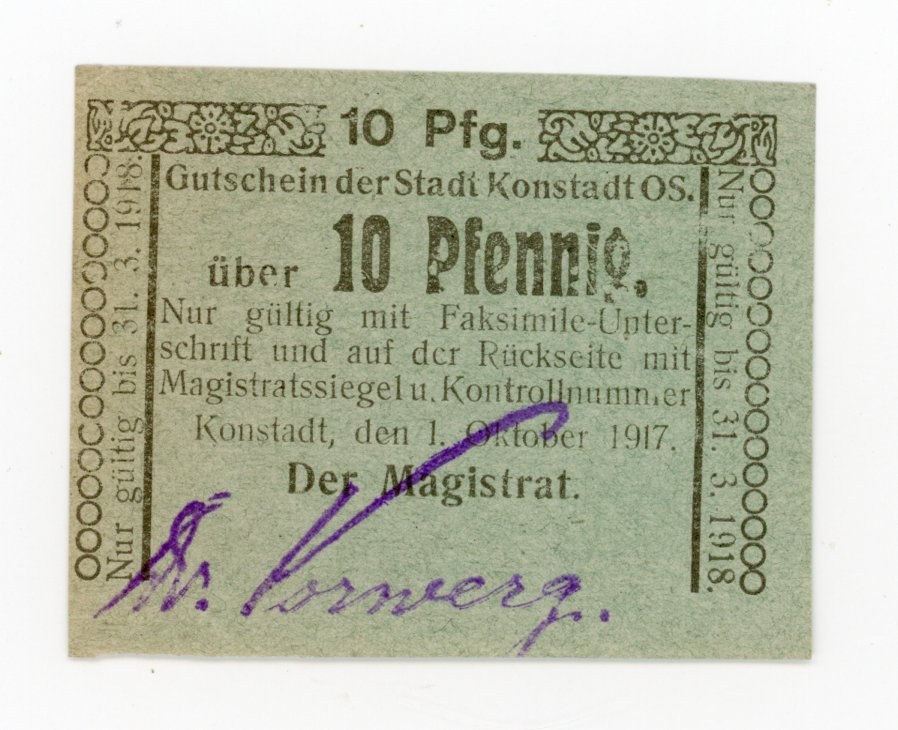 10 Pfg.
Gutschein der Stadt Konstadt OS.
über 10 Pfennig.
Nur gültig mit Faksimile-Unter-
schrift und auf der Rückseite mit
Magistratssiegel u. Kontrollnummer
Konstadt, den 1. Oktober 1917.
Der Magistrat.
Dr. Vorwerg.
Nur gültig bis 31. 3. 1918.
Nur gültig bis 31. 3. 1918.